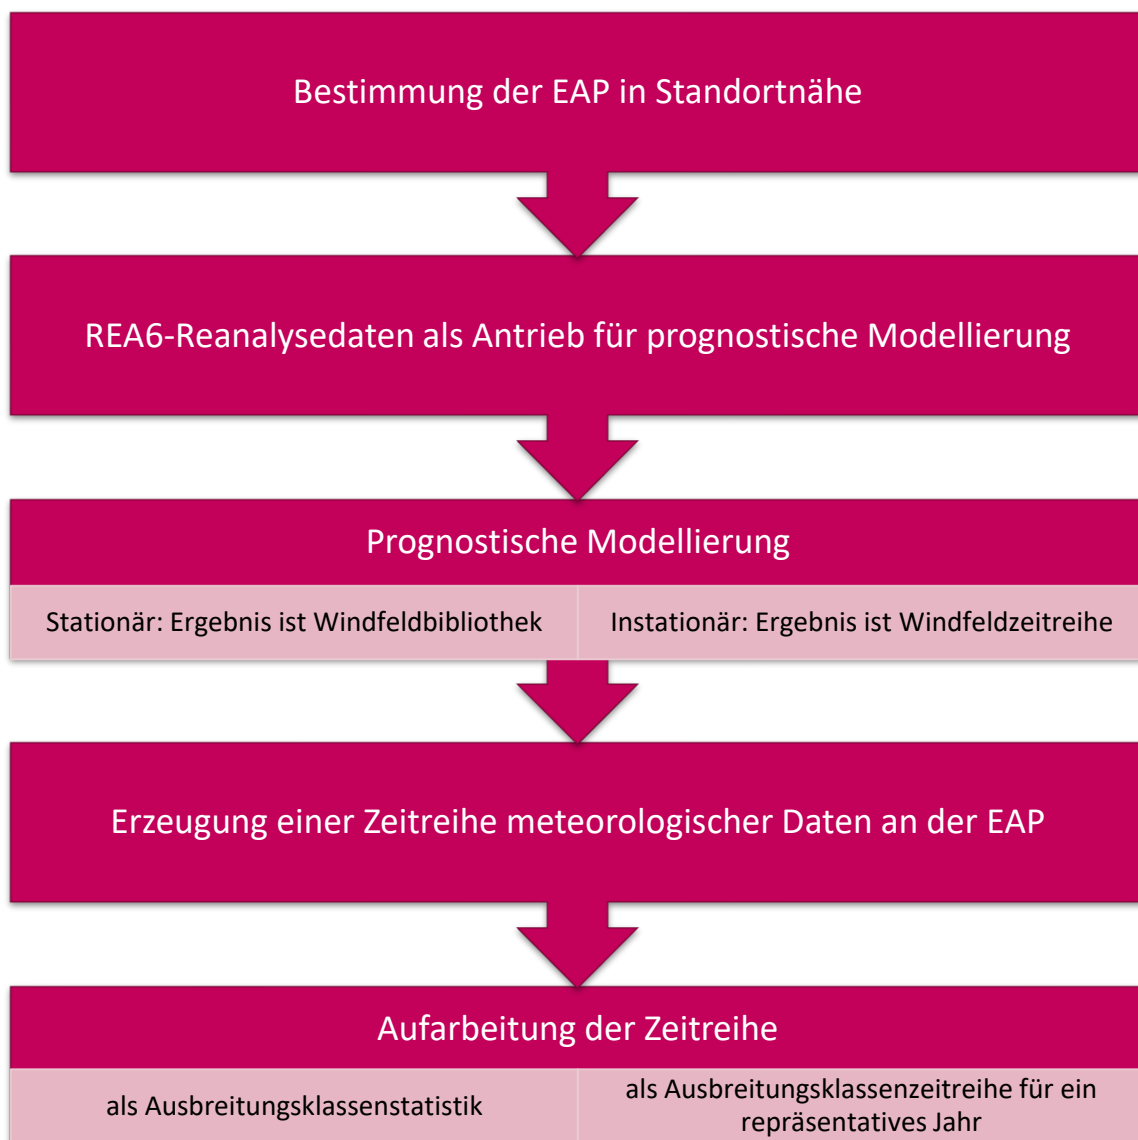 Bestimmung der EAP in Standortnähe
REA6-Reanalysedaten als Antrieb für prognostische Modellierung
Prognostische Modellierung
Stationär: Ergebnis ist Windfeldbibliothek
Instationär: Ergebnis ist Windfeldzeitreihe
Erzeugung einer Zeitreihe meteorologischer Daten an der EAP
Aufarbeitung der Zeitreihe
als Ausbreitungsklassenstatistik
als Ausbreitungsklassenzeitreihe für ein
repräsentatives Jahr